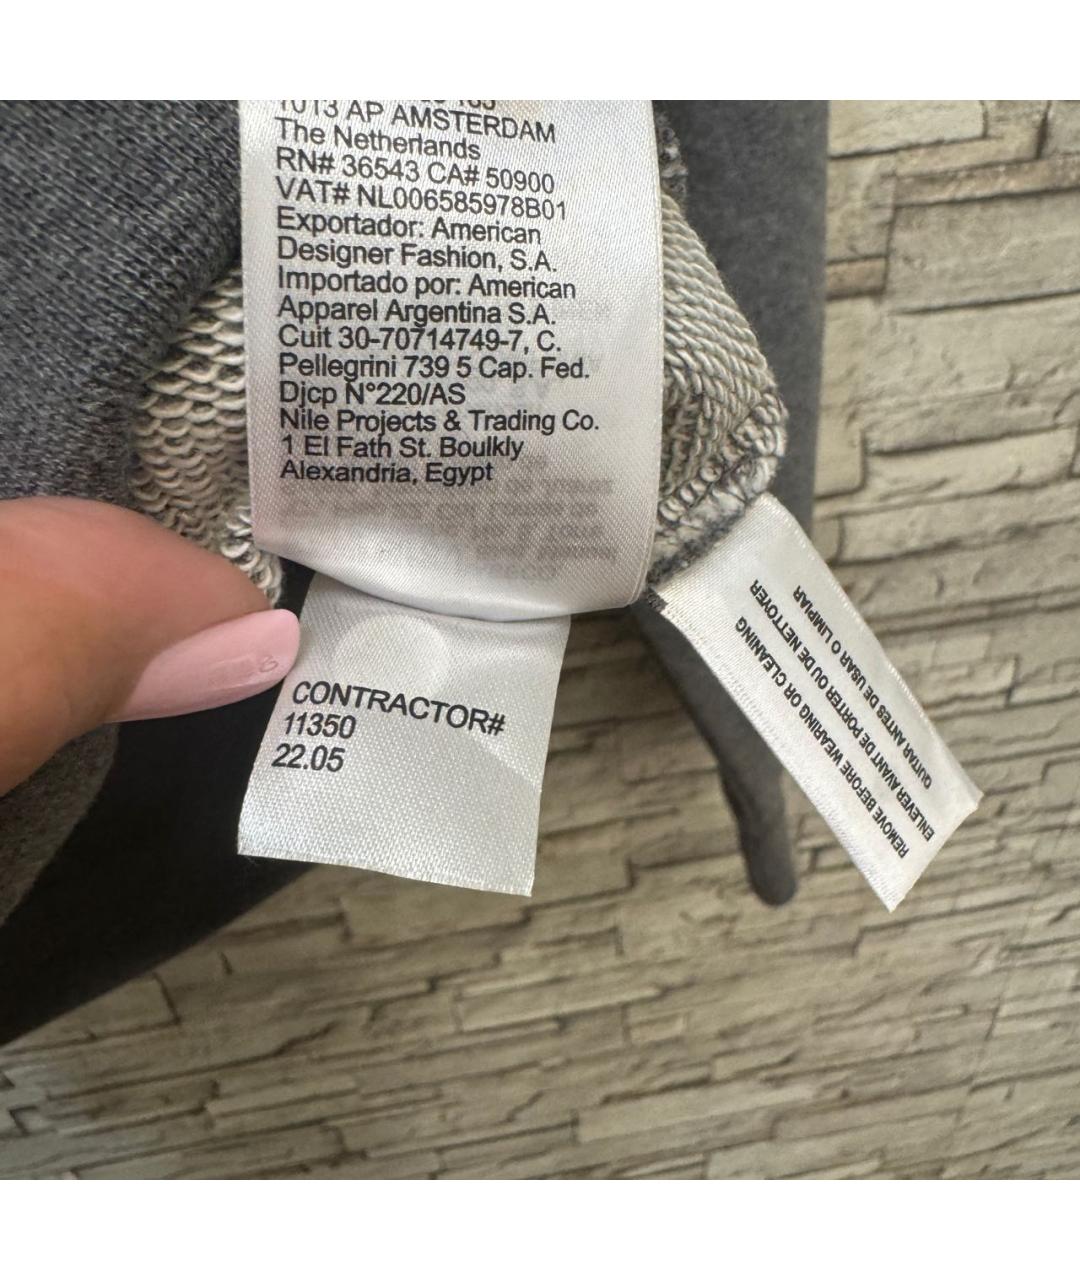 1013 AP AMSTERDAM
The Netherlands
RN# 36543 CA# 50900
VAT# NL006585978B01
Exportador: American
Designer Fashion, S.A.
Importado por: American
Apparel Argentina S.A.
Cuit 30-70714749-7, C.
Pellegrini 739 5 Cap. Fed.
Djcp N°220/AS
Nile Projects & Trading Co.
1 El Fath St. Boulkly
Alexandria, Egypt
CONTRACTOR#
11350
22.05
REMOVE BEFORE WEARING OR CLEANING
ENLEVER AVANT DE PORTER OU DE NETTOYER
QUITAR ANTES DE USAR O LIMPIAR